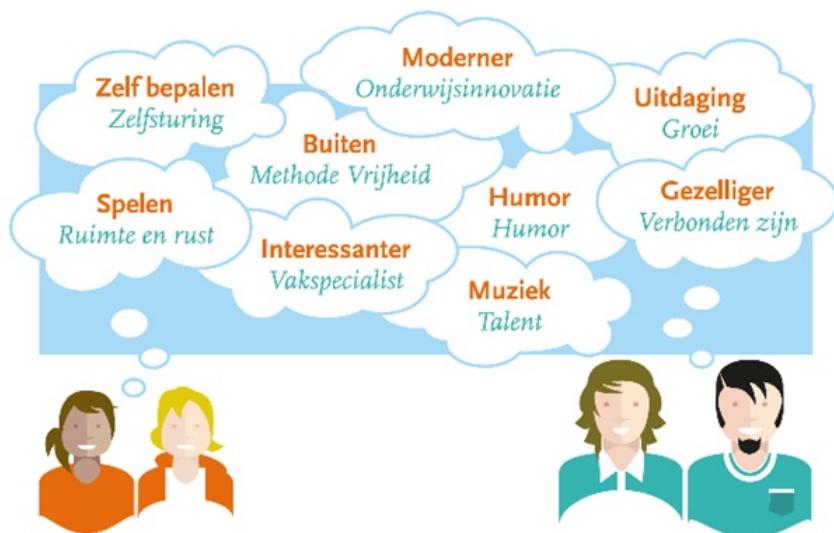 Moderner
Onderwijsinnovatie
Zelf bepalen
Zelfsturing
Uitdaging
Groei
Buiten
Methode Vrijheid
Spelen
Ruimte en rust
Humor
Humor
Gezelliger
Verbonden zijn
Interessanter
Vakspecialist
Muziek
Talent